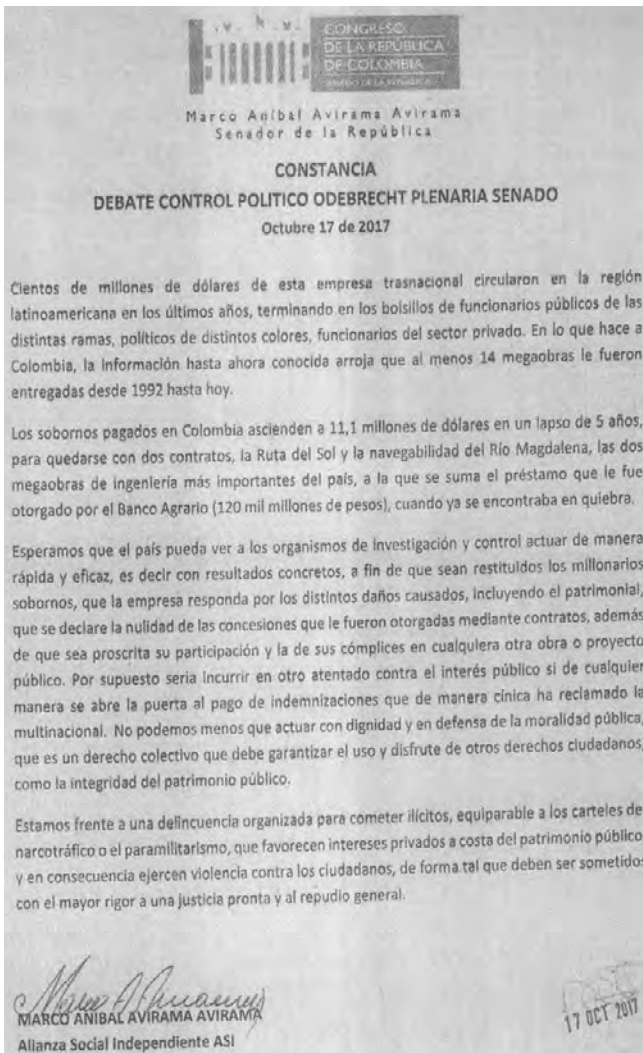 CONGRESO
DE LA REPÚBLICA
DE COLOMBIA
Marco Aníbal Avirama Avirama
Senador de la República
CONSTANCIA
DEBATE CONTROL POLITICO ODEBRECHT PLENARIA SENADO
Octubre 17 de 2017
Cientos de millones de dólares de esta empresa trasnacional circularon en la región
latinoamericana en los últimos años, terminando en los bolsillos de funcionarios públicos de las
distintas ramas, políticos de distintos colores, funcionarios del sector privado. En lo que hace a
Colombia, la información hasta ahora conocida arroja que al menos 14 megaobras le fueron
entregadas desde 1992 hasta hoy.
Los sobornos pagados en Colombia ascienden a 11,1 millones de dólares en un lapso de 5 años,
para quedarse con dos contratos, la Ruta del Sol y la navegabilidad del Río Magdalena, las dos
megaobras de ingeniería más importantes del país, a la que se suma el préstamo que le fue
otorgado por el Banco Agrario (120 mil millones de pesos), cuando ya se encontraba en quiebra.
Esperamos que el país pueda ver a los organismos de investigación y control actuar de manera
rápida y eficaz, es decir con resultados concretos, a fin de que sean restituidos los millonarios
sobornos, que la empresa responda por los distintos daños causados, incluyendo el patrimonial,
que se declare la nulidad de las concesiones que le fueron otorgadas mediante contratos, además
de que sea proscrita su participación y la de sus cómplices en cualquiera otra obra o proyecto
público. Por supuesto seria incurrir en otro atentado contra el interés público si de cualquier
manera se abre la puerta al pago de indemnizaciones que de manera cínica ha reclamado la
multinacional. No podemos menos que actuar con dignidad y en defensa de la moralidad pública,
que es un derecho colectivo que debe garantizar el uso y disfrute de otros derechos ciudadanos,
como la integridad del patrimonio público.
Estamos frente a una delincuencia organizada para cometer ilícitos, equiparable a los carteles de
narcotráfico o el paramilitarismo, que favorecen intereses privados a costa del patrimonio público
y en consecuencia ejercen violencia contra los ciudadanos, de forma tal que deben ser sometidos
con el mayor rigor a una justicia pronta y al repudio general.
MARCO ANIBAL AVIRAMA AVIRAMA
Alianza Social Independiente ASI
17 OCT 2017